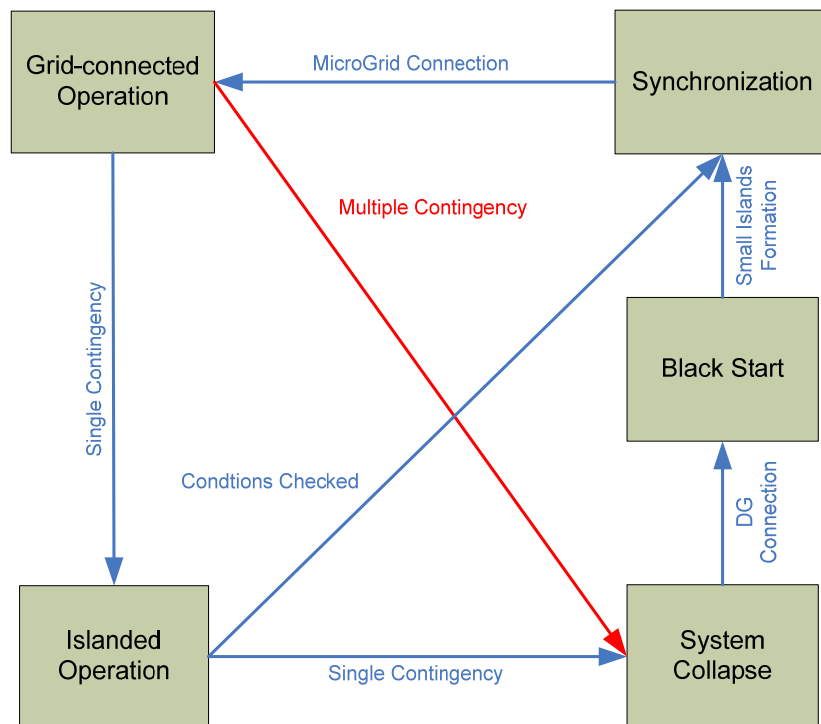 Grid-connected
Operation
MicroGrid Connection
Synchronization
Multiple Contingency
Small Islands
Formation
Single Contingency
Black Start
Condtions Checked
DG
Connection
Islanded
Operation
Single Contingency
System
Collapse